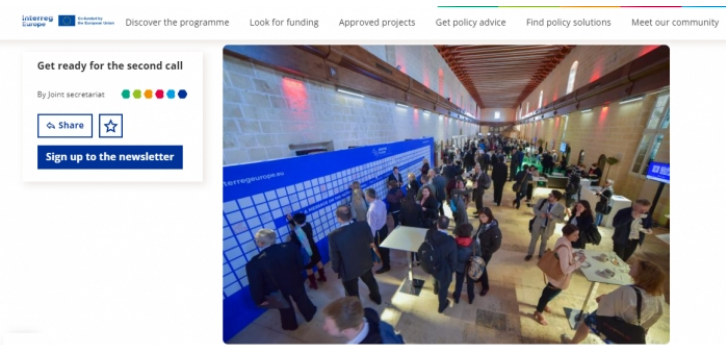 interreg
Europe
Co-funded by
the European Union
Discover the programme
Look for funding
Approved projects
Get policy advice
Find policy solutions
Meet our community
Get ready for the second call
By Joint secretariat
Share
Sign up to the newsletter
terregeurope.eu